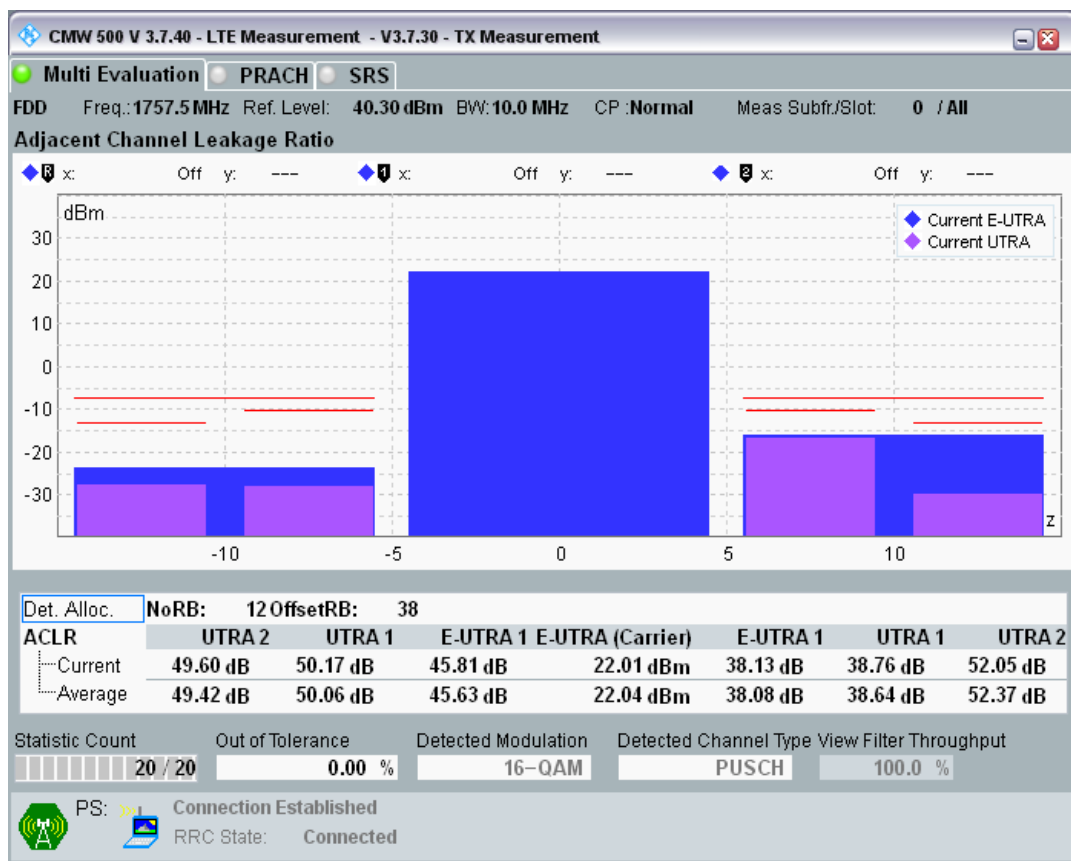 CMW 500 V 3.7.40 - LTE Measurement - V3.7.30 - TX Measurement
Multi Evaluation PRACH SRS
FDD Freq.:1757.5 MHz Ref. Level: 40.30 dBm BW:10.0 MHz CP :Normal Meas Subfr./Slot: 0 / All
Adjacent Channel Leakage Ratio
R x: Off y: --- 1 x: Off y: --- 2 x: Off y: ---
dBm
Current E-UTRA
Current UTRA
30
20
10
0
-10
-20
-30
z
-10 -5 0 5 10
Det. Alloc. NoRB: 12 OffsetRB: 38
ACLR UTRA 2 UTRA 1 E-UTRA 1 E-UTRA (Carrier) E-UTRA 1 UTRA 1 UTRA 2
Current 49.60 dB 50.17 dB 45.81 dB 22.01 dBm 38.13 dB 38.76 dB 52.05 dB
Average 49.42 dB 50.06 dB 45.63 dB 22.04 dBm 38.08 dB 38.64 dB 52.37 dB
Statistic Count Out of Tolerance Detected Modulation Detected Channel Type View Filter Throughput
20 / 20 0.00 % 16-QAM PUSCH 100.0 %
PS: Connection Established
RRC State: Connected